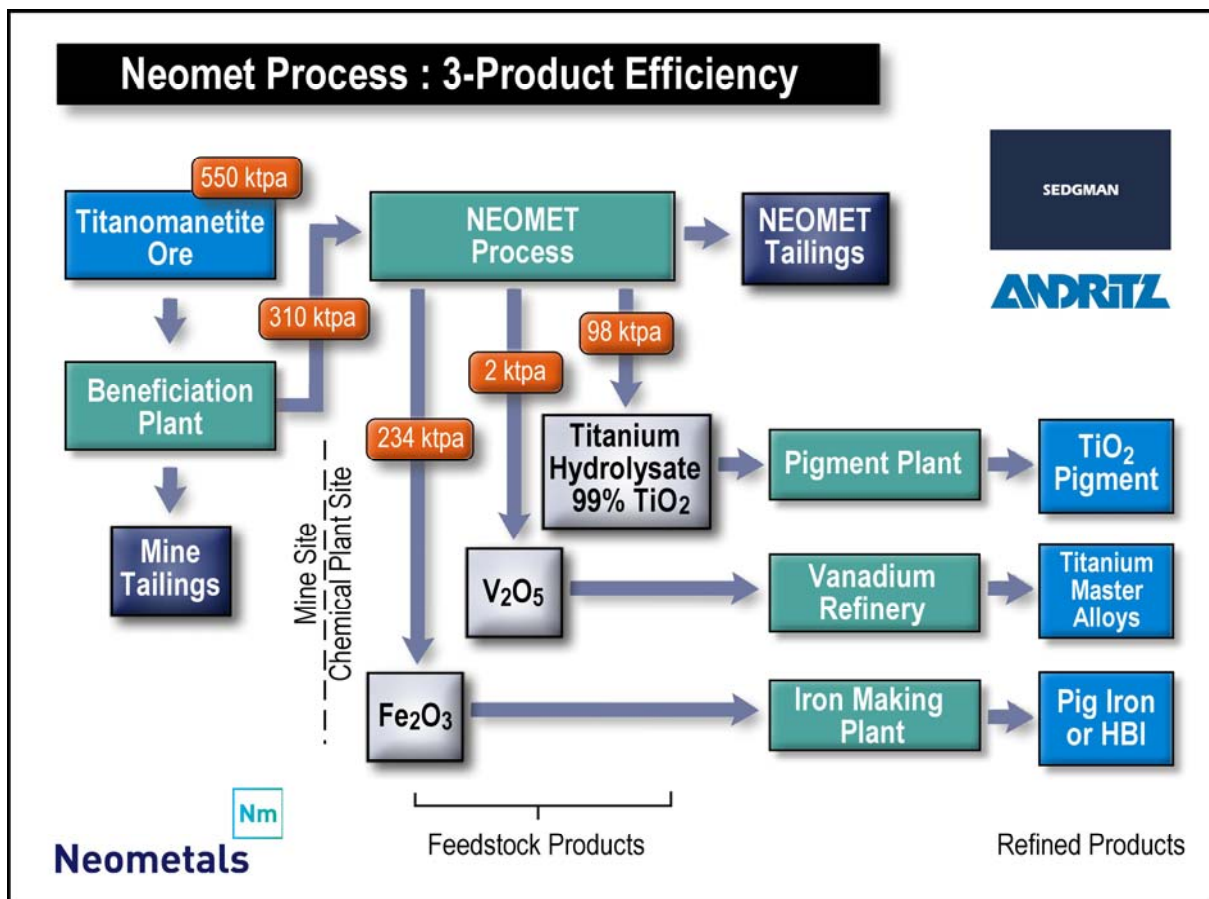 Neomet Process : 3-Product Efficiency
550 ktpa
Titanomanetite
Ore
NEOMET
Process
NEOMET
Tailings
SEDGMAN
ANDRITZ
310 ktpa
98 ktpa
2 ktpa
234 ktpa
Beneficiation
Plant
Titanium
Hydrolysate
99% TiO2
Pigment Plant
TiO2
Pigment
Mine
Tailings
Mine Site
Chemical Plant Site
V2O5
Vanadium
Refinery
Titanium
Master
Alloys
Fe2O3
Iron Making
Plant
Pig Iron
or HBI
Nm
Neometals
Feedstock Products
Refined Products